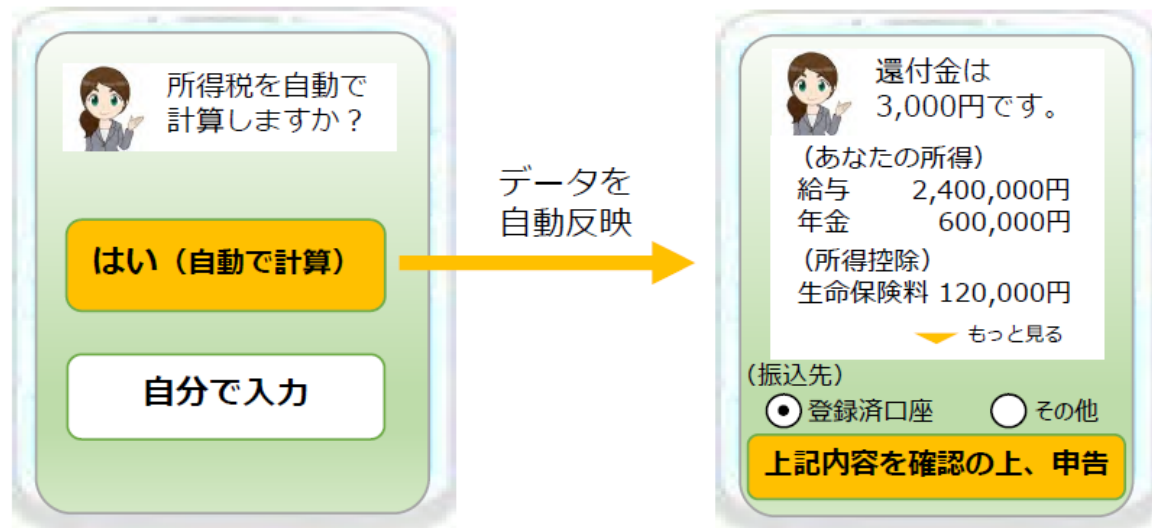 所得税を自動で
計算しますか？
はい（自動で計算）
自分で入力
データを
自動反映
還付金は
3,000円です。
（あなたの所得）
給与 2,400,000円
年金 600,000円
（所得控除）
生命保険料 120,000円
もっと見る
（振込先）
登録済口座 その他
上記内容を確認の上、申告